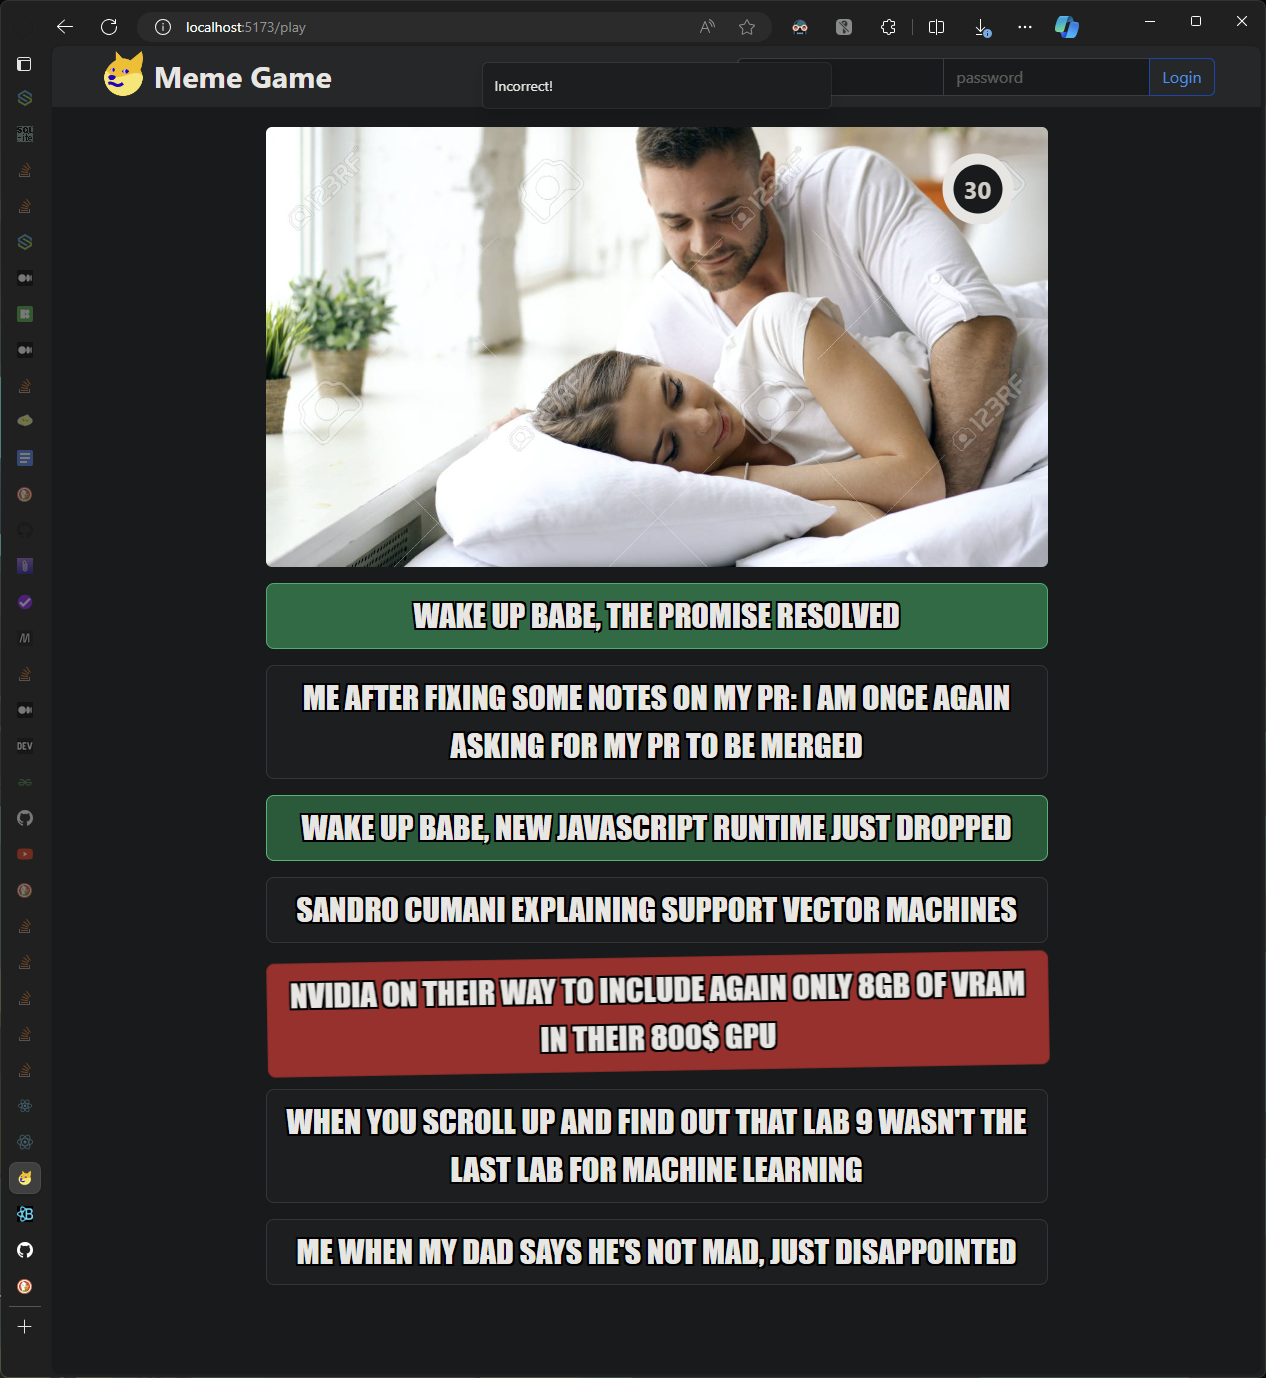 localhost:5173/play
Meme Game
Incorrect!
password
Login
30
123RF
123RF
123RF
123RF
WAKE UP BABE, THE PROMISE RESOLVED
ME AFTER FIXING SOME NOTES ON MY PR: I AM ONCE AGAIN
ASKING FOR MY PR TO BE MERGED
WAKE UP BABE, NEW JAVASCRIPT RUNTIME JUST DROPPED
SANDRO CUMANI EXPLAINING SUPPORT VECTOR MACHINES
NVIDIA ON THEIR WAY TO INCLUDE AGAIN ONLY 8GB OF VRAM
IN THEIR 800$ GPU
WHEN YOU SCROLL UP AND FIND OUT THAT LAB 9 WASN'T THE
LAST LAB FOR MACHINE LEARNING
ME WHEN MY DAD SAYS HE'S NOT MAD, JUST DISAPPOINTED
DEV